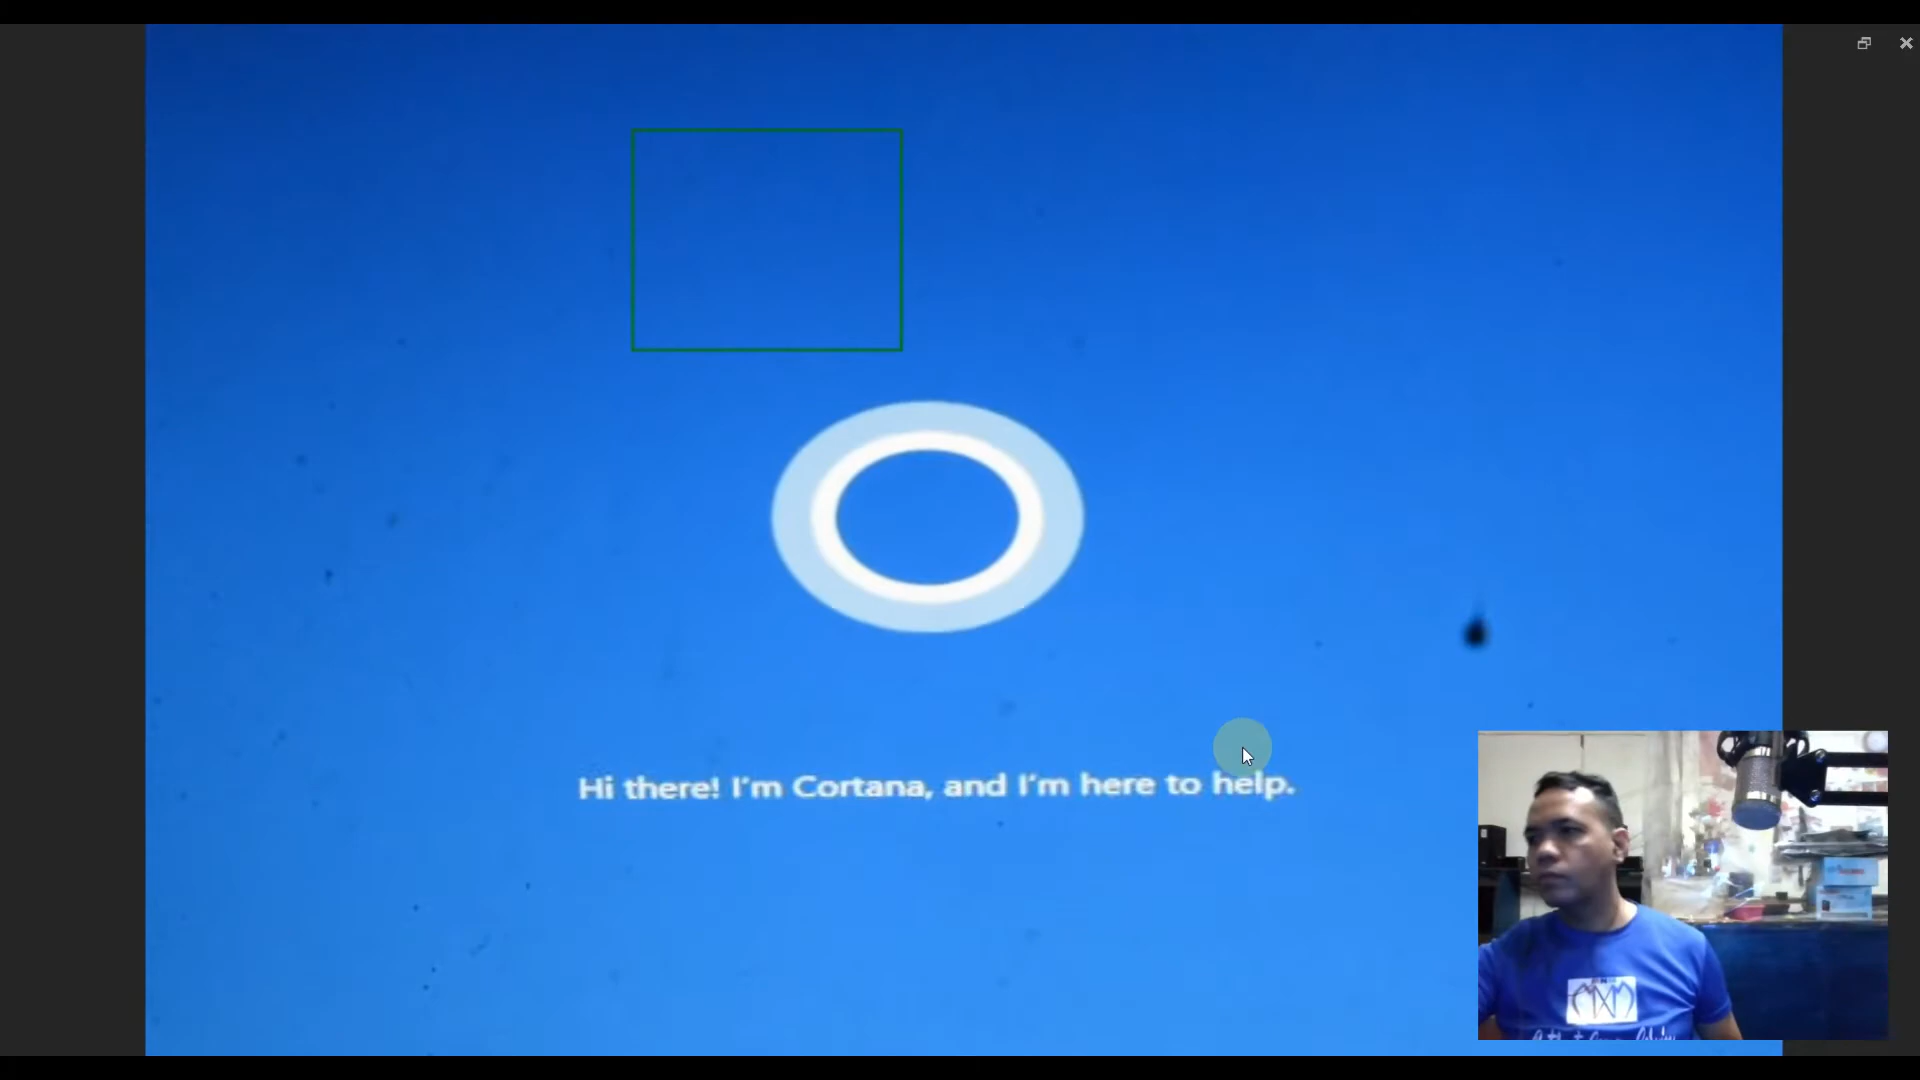 Hi there! I'm Cortana, and I'm here to help.